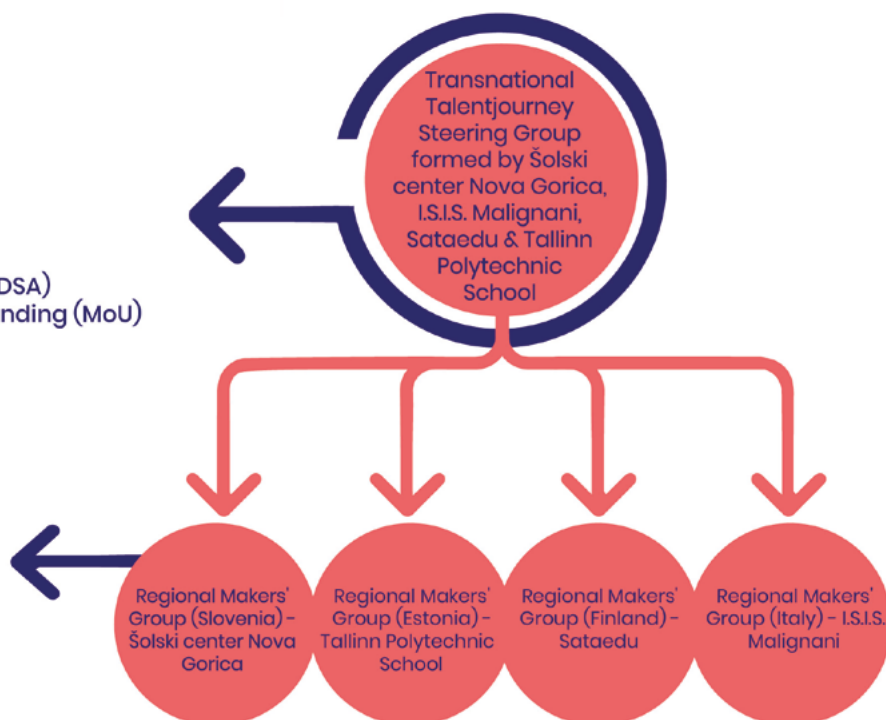 Transnational
Talentjourney
Steering Group
formed by Šolski
center Nova Gorica,
I.S.I.S. Malignani,
Sataedu & Tallinn
Polytechnic
School
DSA)
nding (MoU)
Regional Makers'
Group (Slovenia) -
Šolski center Nova
Gorica
Regional Makers'
Group (Estonia) -
Tallinn Polytechnic
School
Regional Makers'
Group (Finland) -
Sataedu
Regional Makers'
Group (Italy) - I.S.I.S.
Malignani